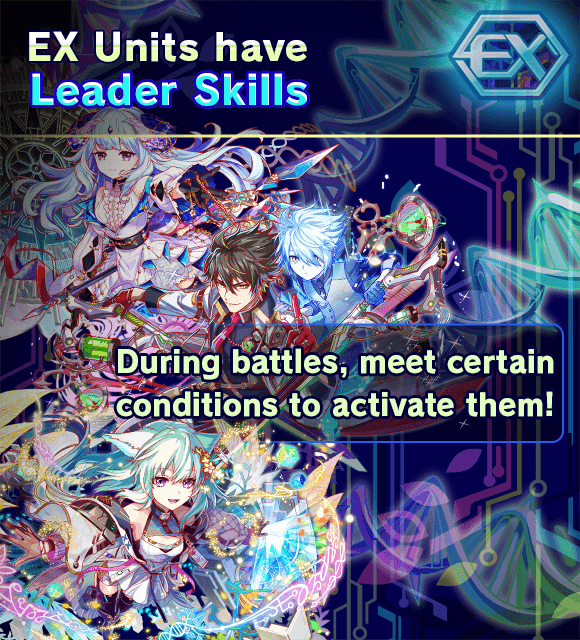 EX Units have
Leader Skills
EX
During battles, meet certain
conditions to activate them!